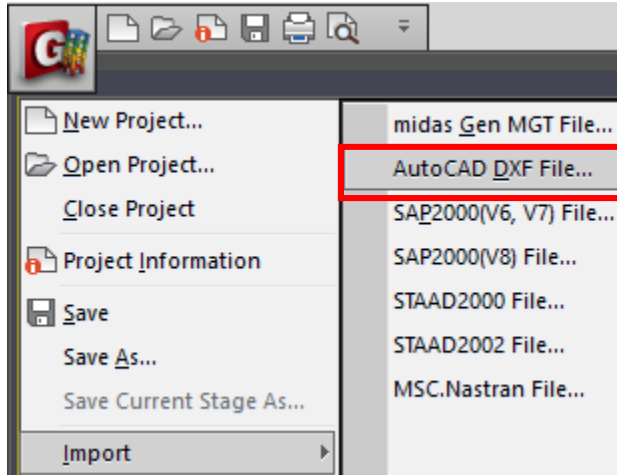 G
New Project...
Open Project...
Close Project
Project Information
Save
Save As...
Save Current Stage As...
Import
midas Gen MGT File...
AutoCAD DXF File...
SAP2000(V6, V7) File...
SAP2000(V8) File...
STAAD2000 File...
STAAD2002 File...
MSC.Nastran File...